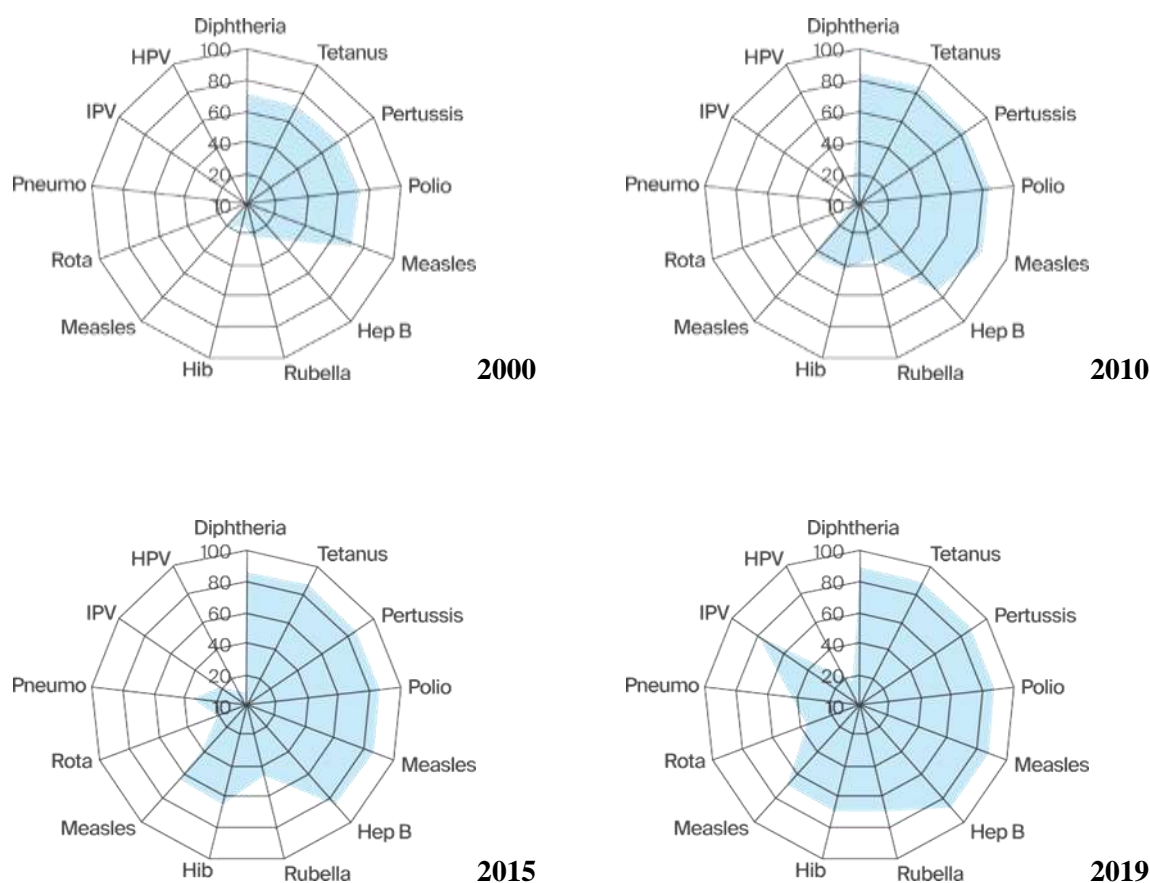 Diphtheria
100
HPV
Tetanus
80
IPV
60
Pertussis
40
Pneumo
20
Polio
10
Rota
Measles
Measles
Hep B
Hib
Rubella
2000
Diphtheria
100
HPV
Tetanus
80
IPV
60
Pertussis
40
Pneumo
20
Polio
10
Rota
Measles
Measles
Hep B
Hib
Rubella
2010
Diphtheria
100
HPV
Tetanus
80
IPV
60
Pertussis
40
Pneumo
20
Polio
10
Rota
Measles
Measles
Hep B
Hib
Rubella
2015
Diphtheria
100
HPV
Tetanus
80
IPV
60
Pertussis
40
Pneumo
20
Polio
10
Rota
Measles
Measles
Hep B
Hib
Rubella
2019